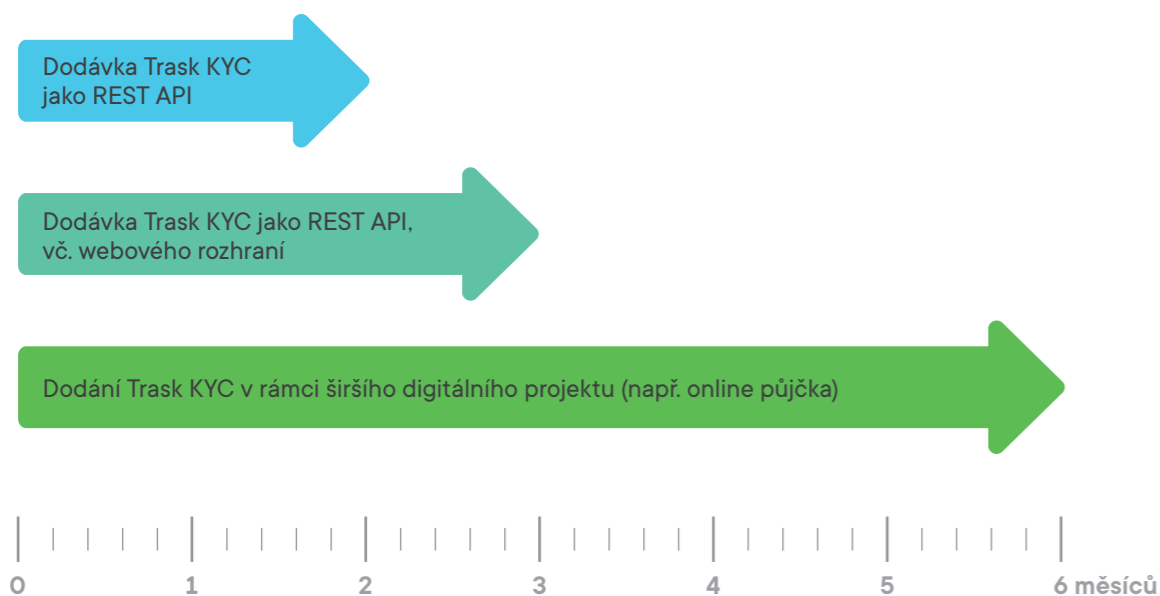 Dodávka Trask KYC
jako REST API
Dodávka Trask KYC jako REST API,
vč. webového rozhraní
Dodání Trask KYC v rámci širšího digitálního projektu (např. online půjčka)
0 1 2 3 4 5 6 měsíců